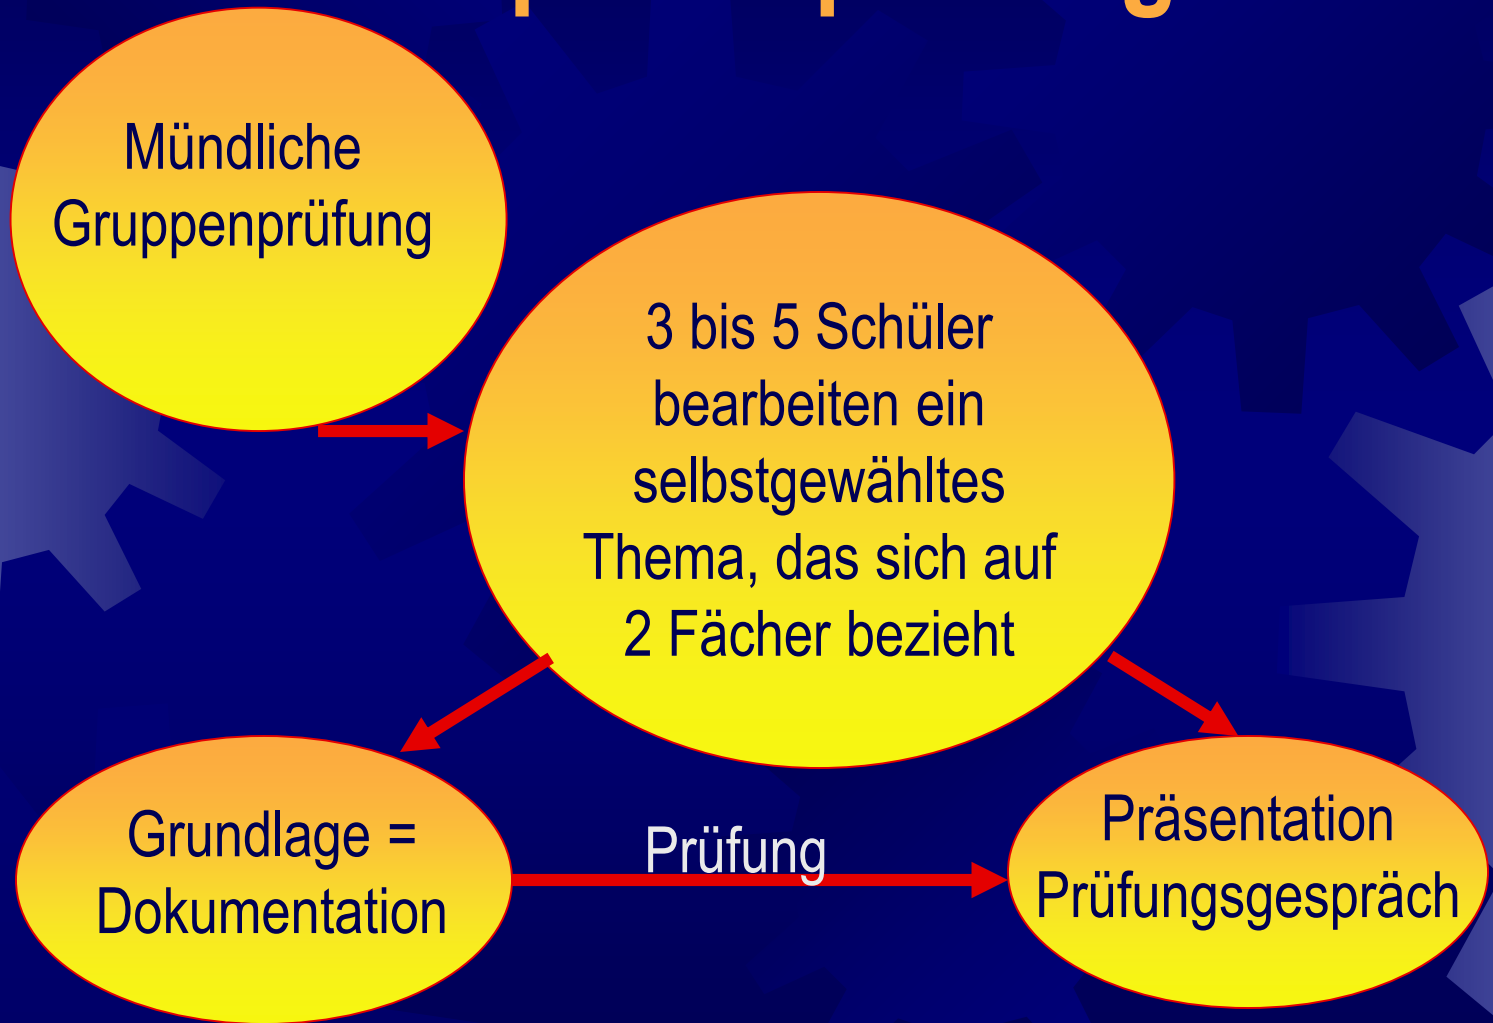 Mündliche
Gruppenprüfung
3 bis 5 Schüler
bearbeiten ein
selbstgewähltes
Thema, das sich auf
2 Fächer bezieht
Grundlage =
Dokumentation
Prüfung
Präsentation
Prüfungsgespräch